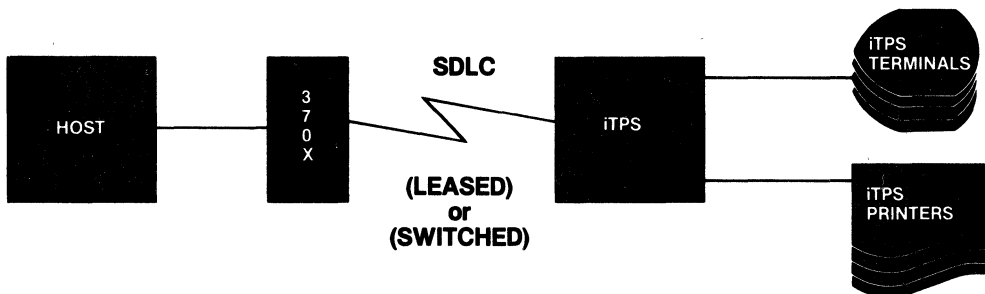 HOST
3
7
0
X
SDLC
(LEASED)
or
(SWITCHED)
iTPS
iTPS
TERMINALS
iTPS
PRINTERS